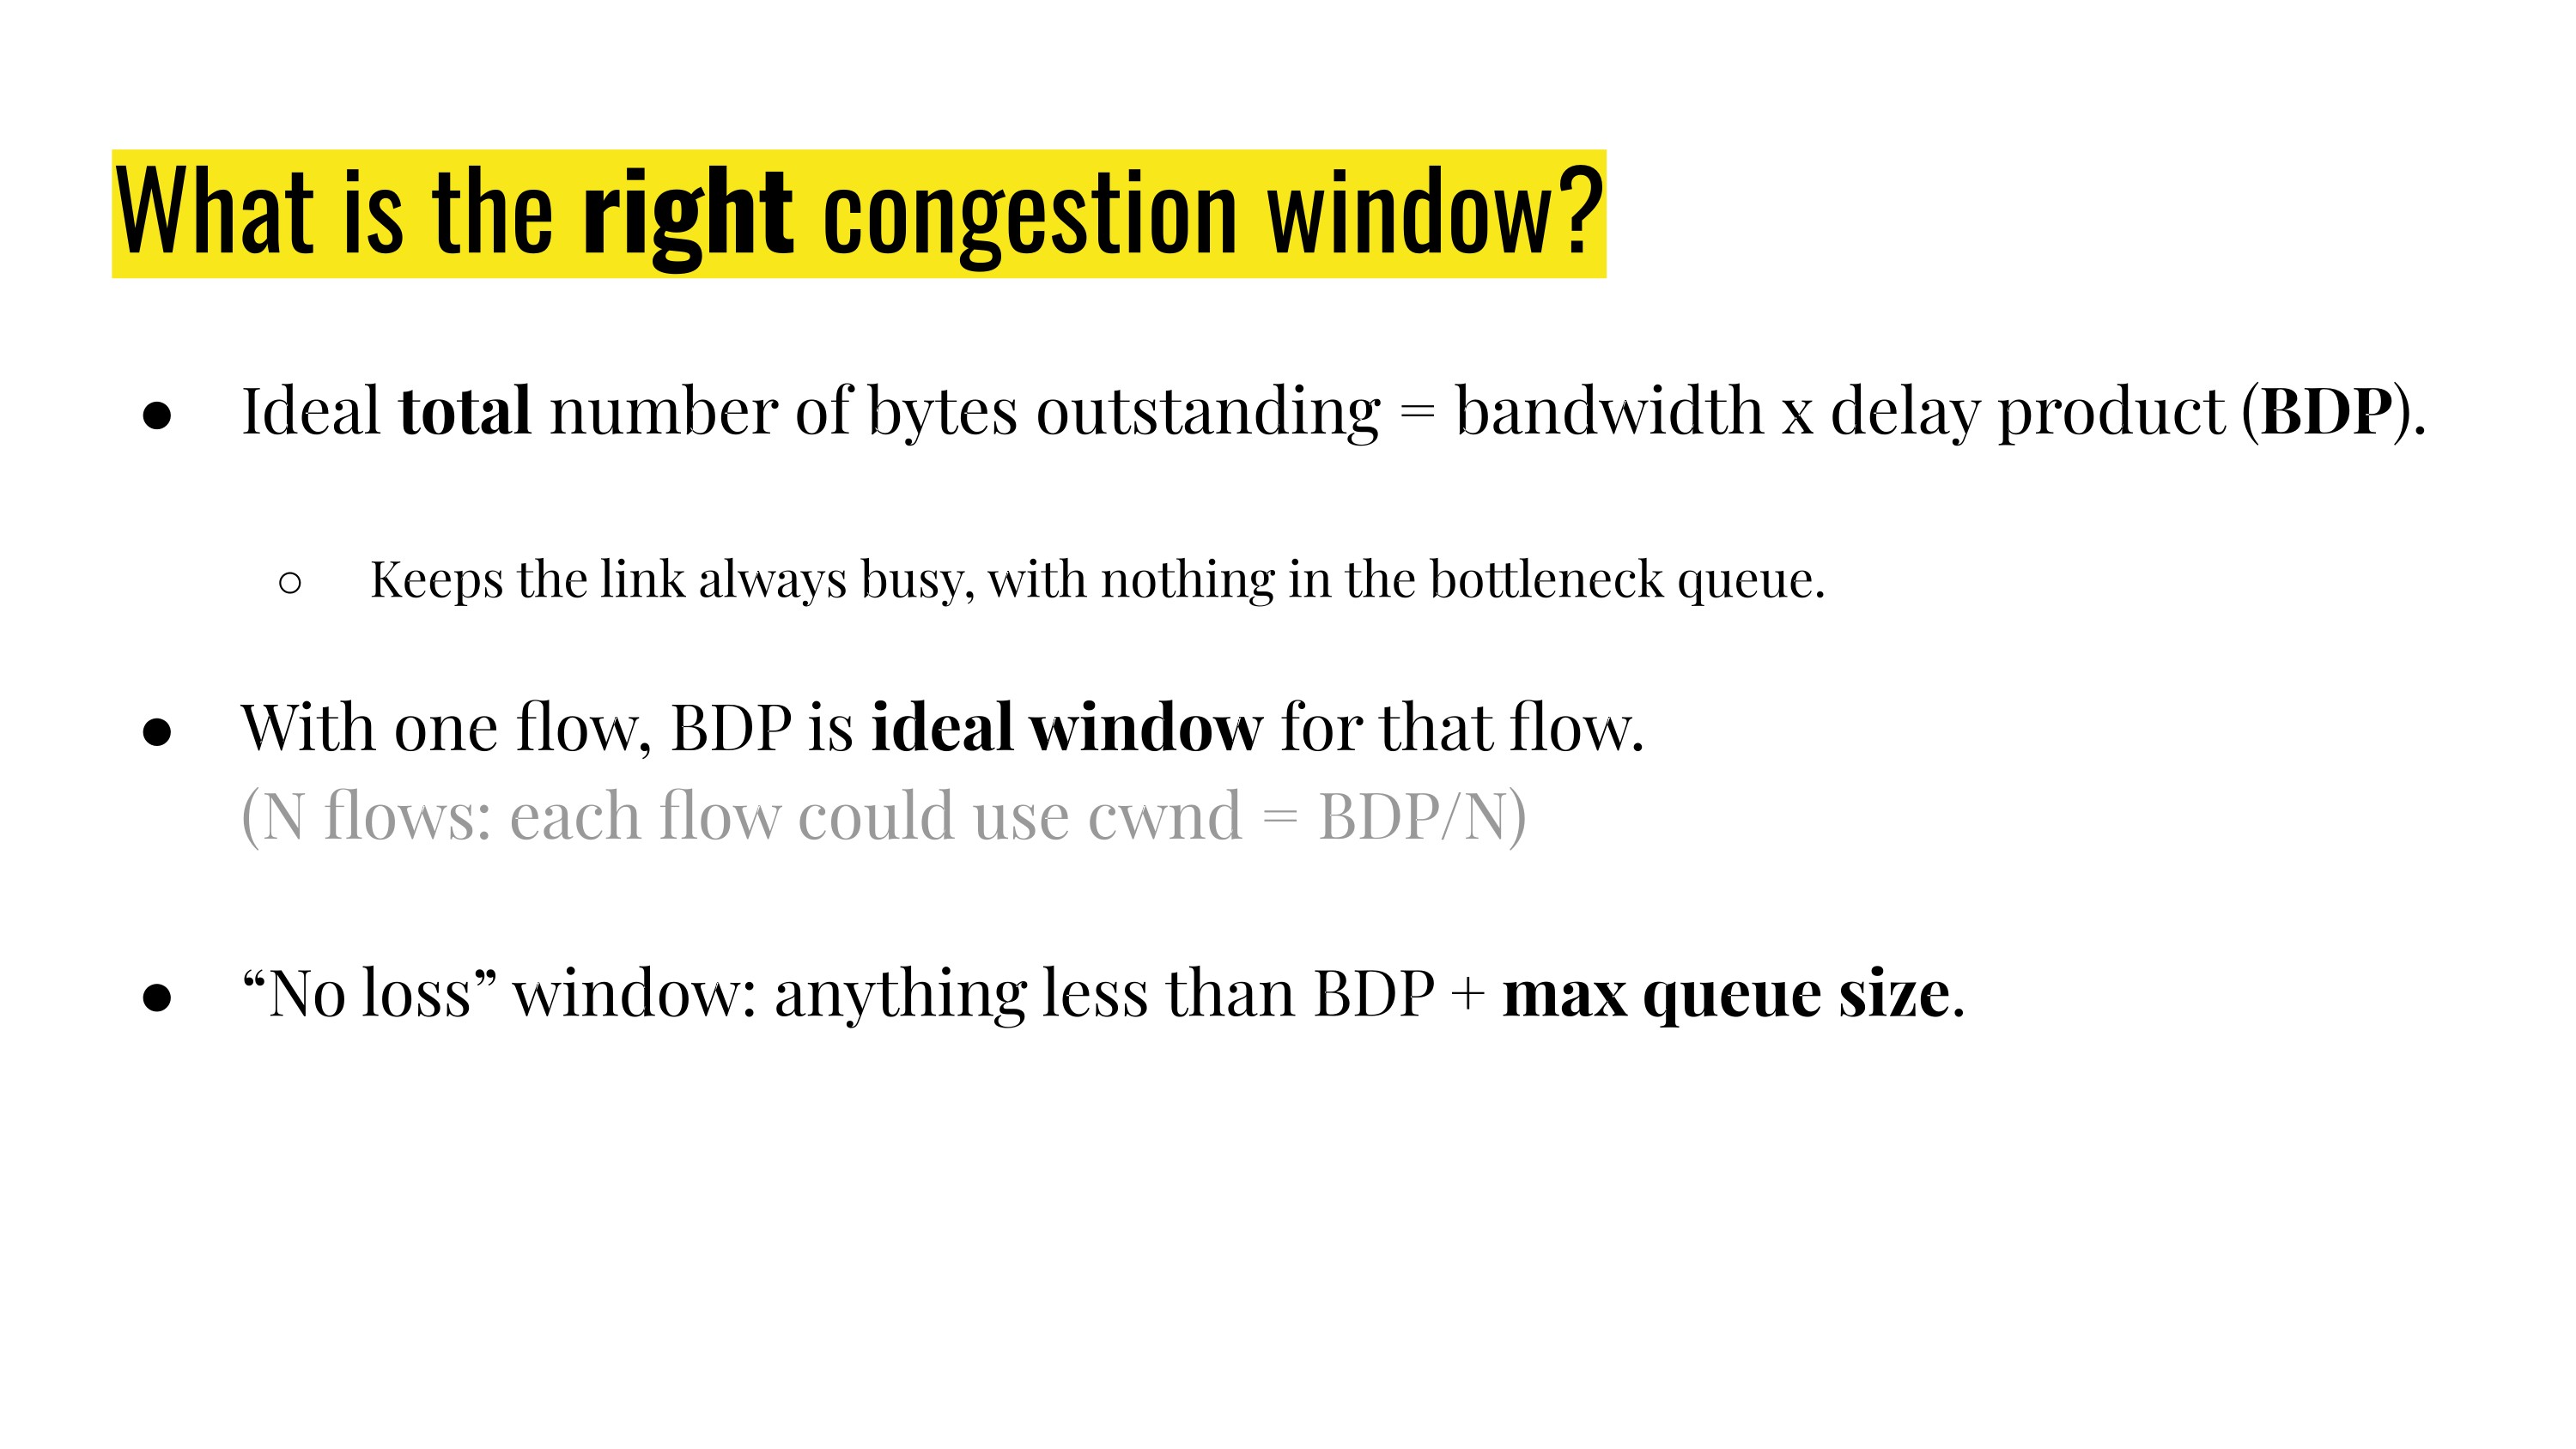 What is the right congestion window?
● Ideal total number of bytes outstanding = bandwidth x delay product (BDP).
○ Keeps the link always busy, with nothing in the bottleneck queue.
● With one flow, BDP is ideal window for that flow.
(N flows: each flow could use cwnd = BDP/N)
● “No loss” window: anything less than BDP + max queue size.